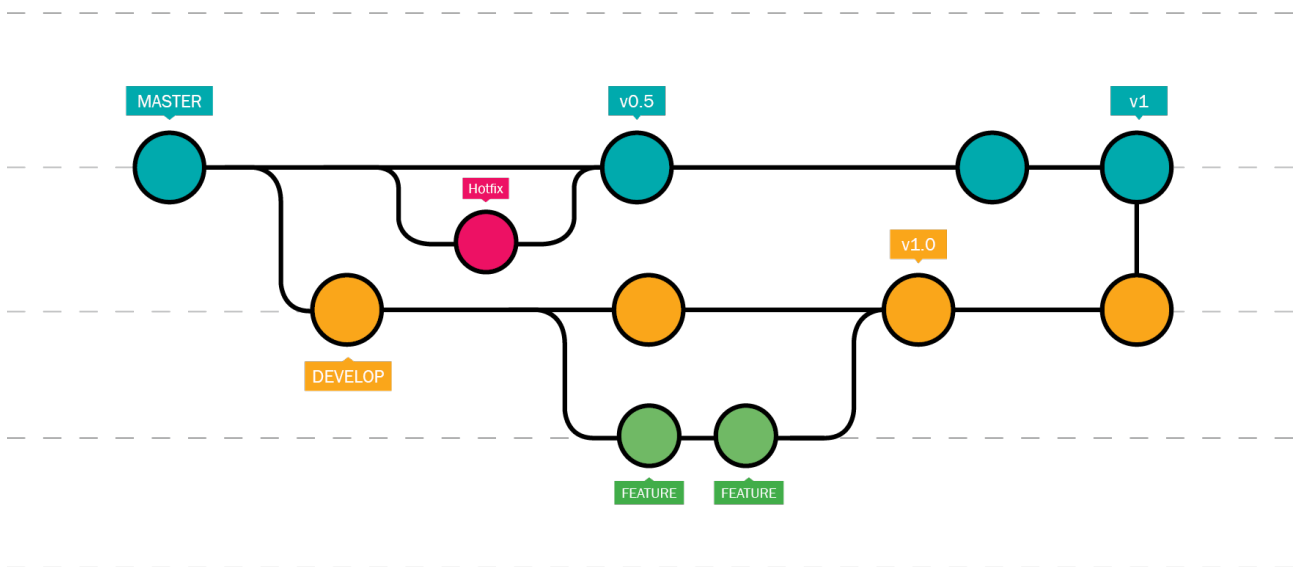 MASTER
v0.5
v1
Hotfix
v1.0
DEVELOP
FEATURE
FEATURE